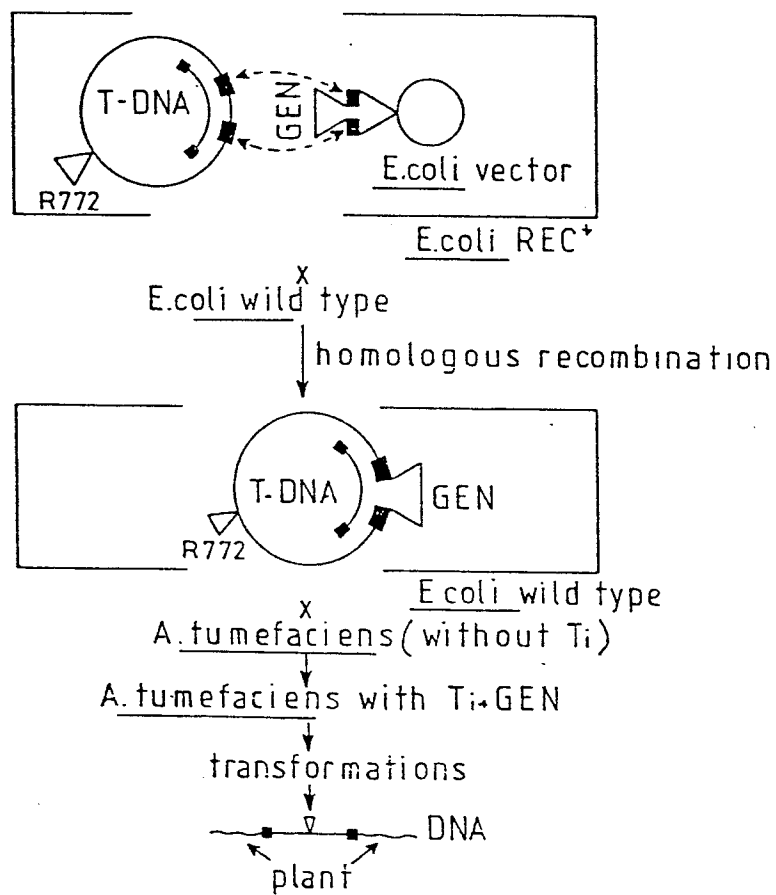 T-DNA
GEN
R772
E.coli vector
E.coli REC+
x
E.coli wild type
homologous recombination
T-DNA
GEN
R772
E coli wild type
x
A.tumefaciens (without Ti)
A.tumefaciens with Ti+GEN
transformations
DNA
plant